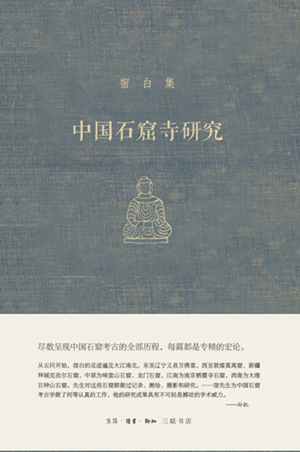 宿白集
中国石窟寺研究
尽数呈现中国石窟考古的全部历程,每篇都是专精的宏论。
从云冈开始,宿白的足迹遍及大江南北。东至辽宁义县万佛堂,西至敦煌莫高窟、新疆
拜城克孜尔石窟,中原为响堂山石窟、龙门石窟,江南为南京栖霞寺石窟,西南为大理
石钟山石窟。先生对这些石窟都做过记录、测绘、摄影和研究。……宿先生为中国石窟
考古学做了何等认真的工作,他的研究成果具有不可轻易撼动的学术威力。
——孙机
生活·读书·新知 三联书店